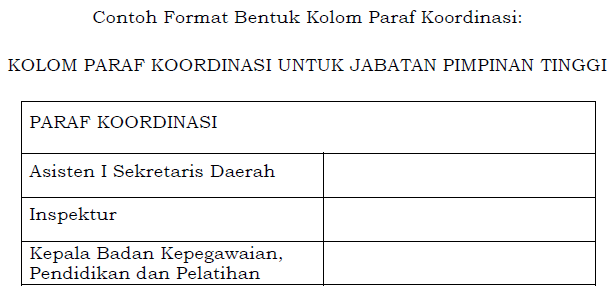 Contoh Format Bentuk Kolom Paraf Koordinasi:
KOLOM PARAF KOORDINASI UNTUK JABATAN PIMPINAN TINGGI
PARAF KOORDINASI
Asisten I Sekretaris Daerah
Inspektur
Kepala Badan Kepegawaian,
Pendidikan dan Pelatihan